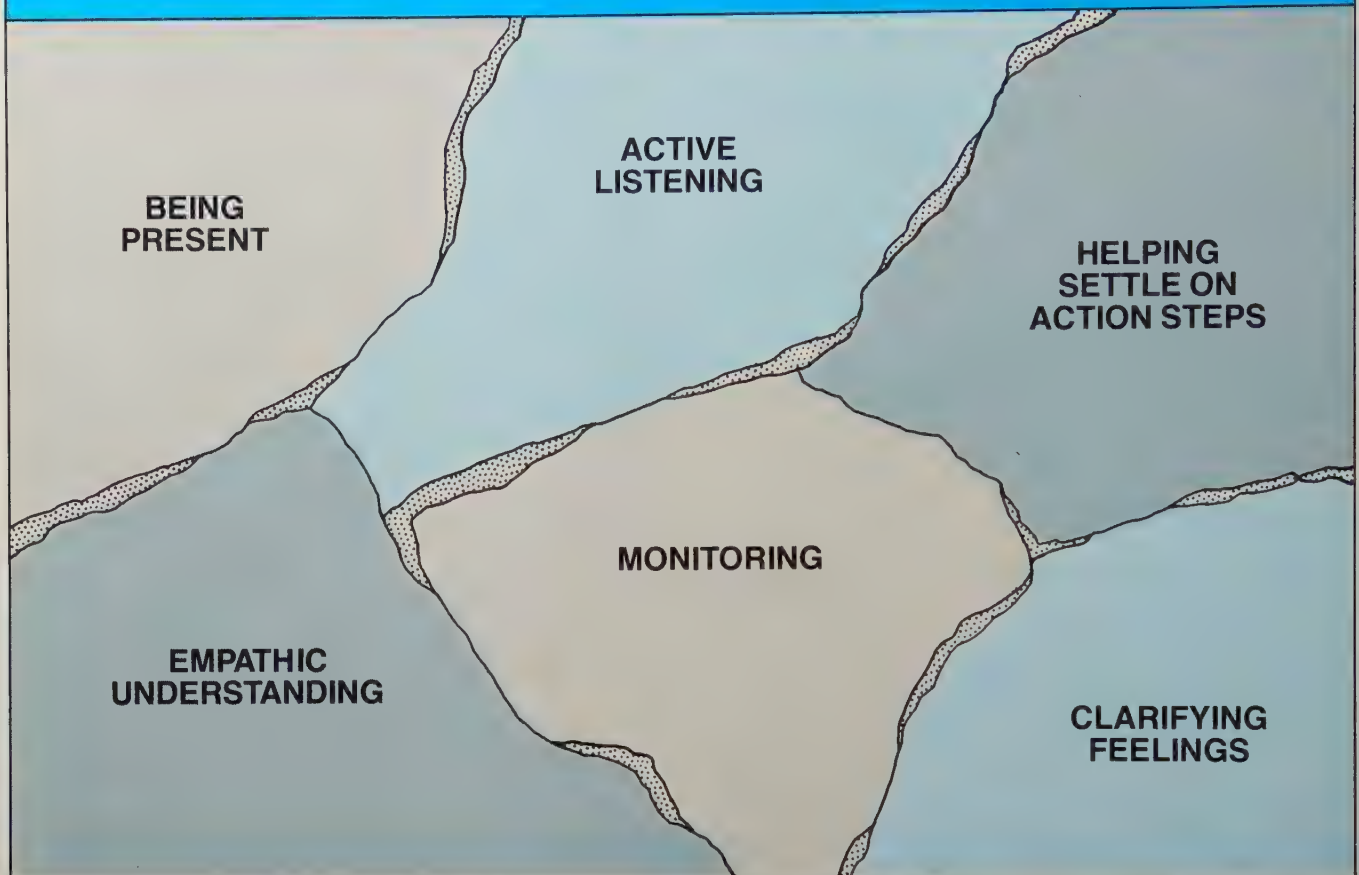 BEING
PRESENT
ACTIVE
LISTENING
HELPING
SETTLE ON
ACTION STEPS
MONITORING
EMPATHIC
UNDERSTANDING
CLARIFYING
FEELINGS